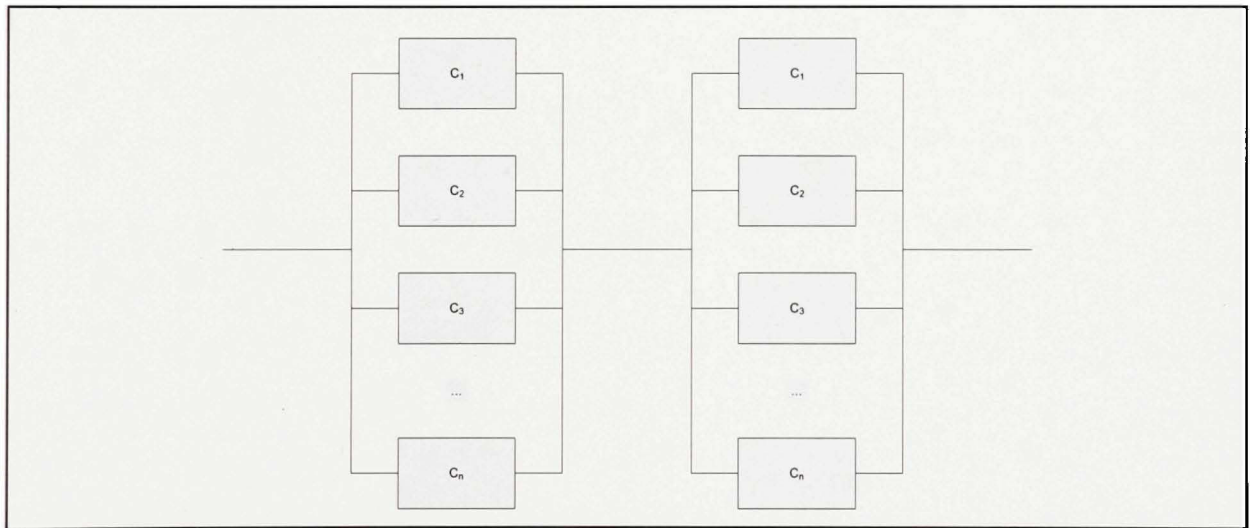 C₁ C₁
C₂ C₂
C₃ C₃
... ...
Cₙ Cₙ